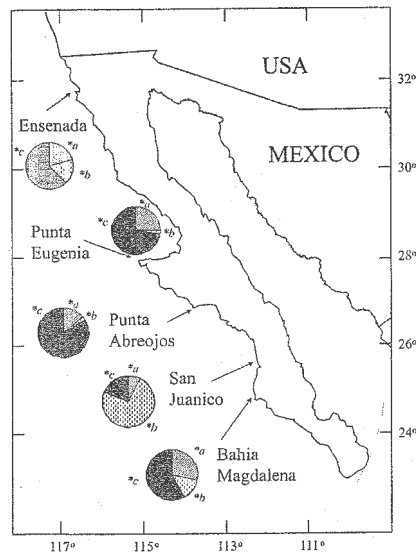 USA
32°
Ensenada
*c
*a
*b
MEXICO
30°
*a
*c
*b
Punta
Eugenia
28°
*c
*a
*b
Punta
Abreojos
26°
*c
*a
*b
San
Juanico
24°
*a
*c
*b
Bahia
Magdalena
117°
115°
113°
111°